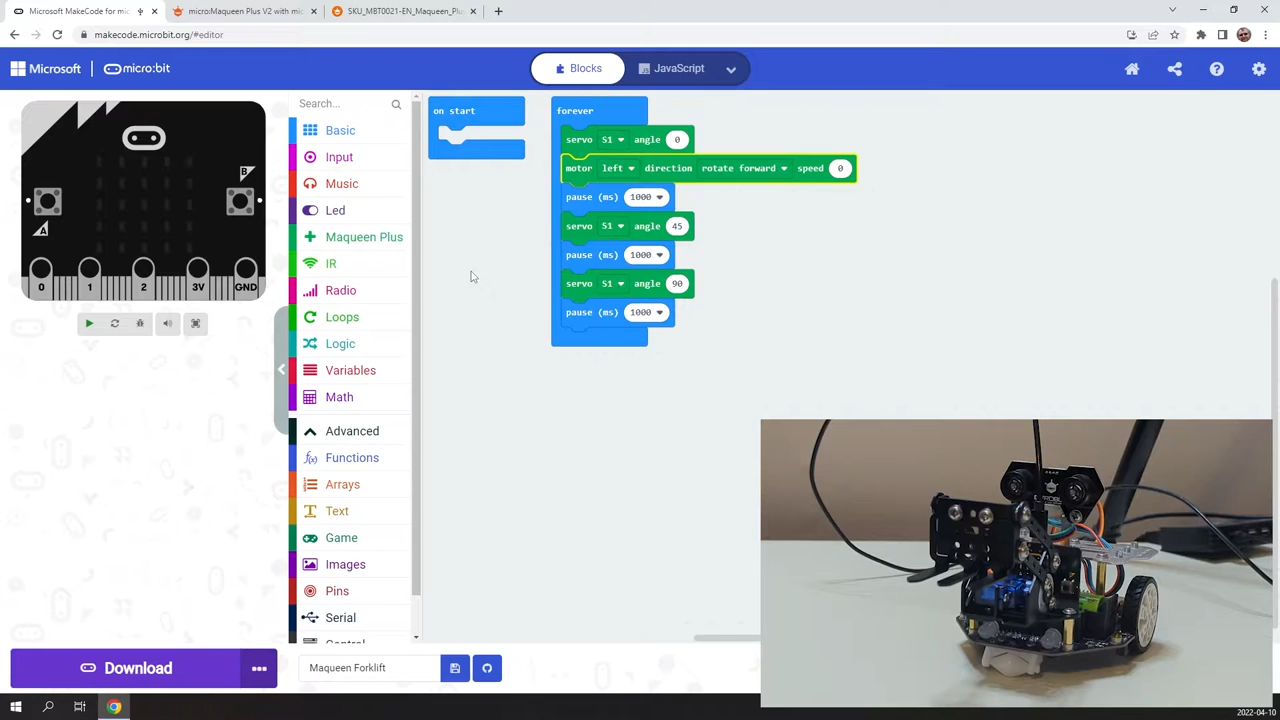 Microsoft MakeCode for mic
micro:Maqueen Plus V2 with mi
SKU_MBT0021-EN_Maqueen_Plus_
makecode.microbit.org/#editor
Microsoft
micro:bit
Blocks
JavaScript
Search...
Basic
Input
Music
Led
Maqueen Plus
IR
Radio
Loops
Logic
Variables
Math
Advanced
Functions
Arrays
Text
Game
Images
Pins
Serial
on start
forever
servo S1 angle 0
motor left direction rotate forward speed 0
pause (ms) 1000
servo S1 angle 45
pause (ms) 1000
servo S1 angle 90
pause (ms) 1000
A
B
0 1 2 3V GND
Download
Maqueen Forklift
2022-04-10